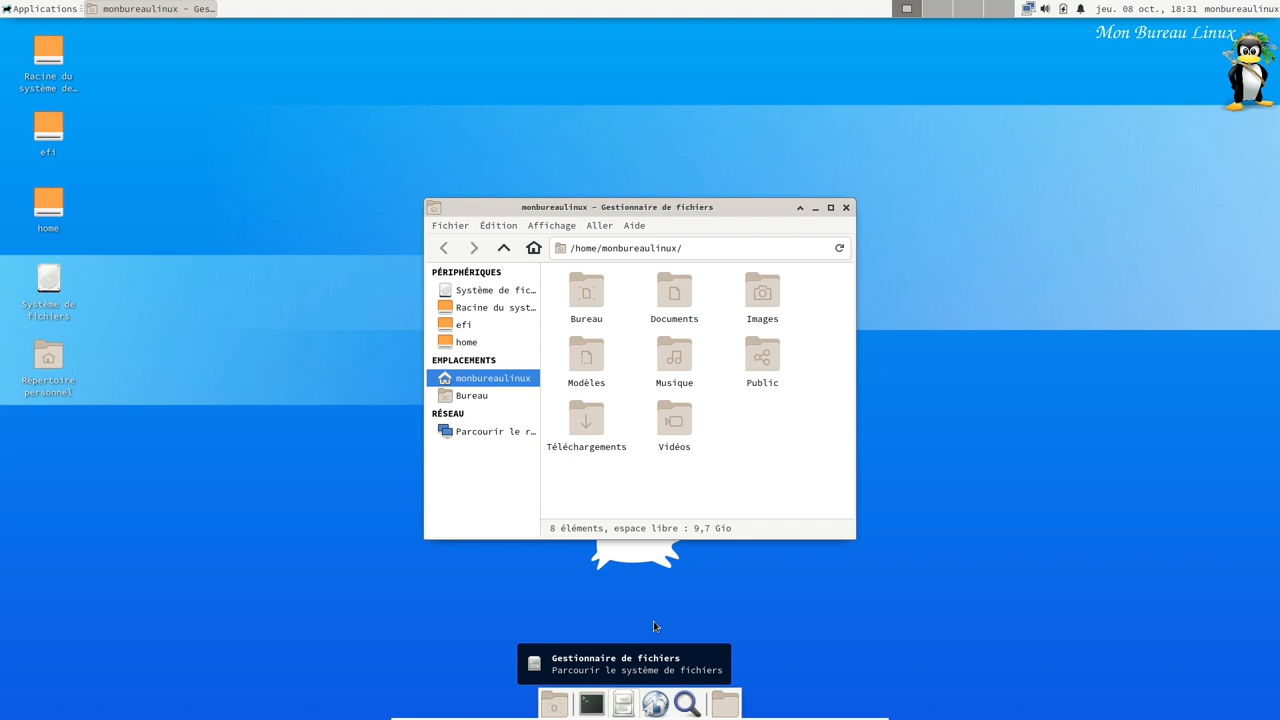 Applications
monbureaulinux – Ges…
jeu. 08 oct., 18:31
monbureaulinux
Mon Bureau Linux
Racine du
système de…
efi
home
Système de
fichiers
Répertoire
personnel
monbureaulinux – Gestionnaire de fichiers
Fichier Édition Affichage Aller Aide
/home/monbureaulinux/
PÉRIPHÉRIQUES
Système de fic…
Racine du syst…
efi
home
EMPLACEMENTS
monbureaulinux
Bureau
RÉSEAU
Parcourir le r…
Bureau Documents Images
Modèles Musique Public
Téléchargements Vidéos
8 éléments, espace libre : 9,7 Gio
Gestionnaire de fichiers
Parcourir le système de fichiers